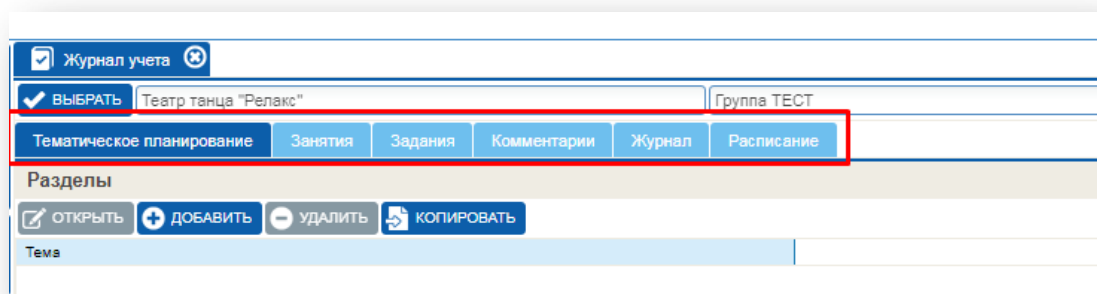 Журнал учета
ВЫБРАТЬ Театр танца "Релакс" Группа ТЕСТ
Тематическое планирование Занятия Задания Комментарии Журнал Расписание
Разделы
ОТКРЫТЬ ДОБАВИТЬ УДАЛИТЬ КОПИРОВАТЬ
Тема